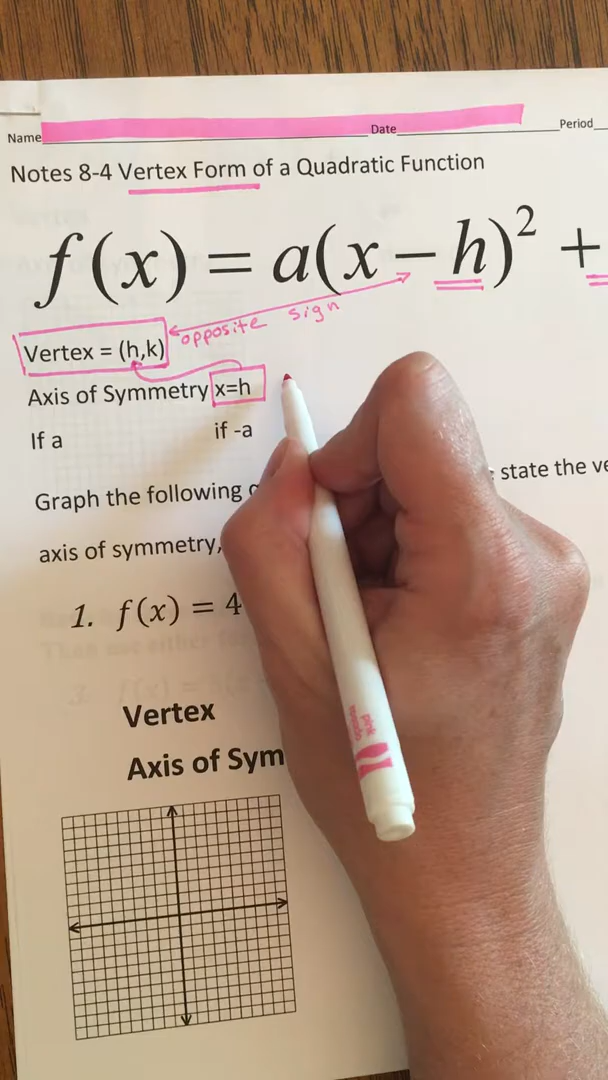 Name Date Period
Notes 8-4 Vertex Form of a Quadratic Function
f(x) = a(x − h)² +
opposite sign
Vertex = (h,k)
Axis of Symmetry x=h
If a if -a
Graph the following state the
axis of symmetry,
1. f(x) = 4
Vertex
Axis of Sym